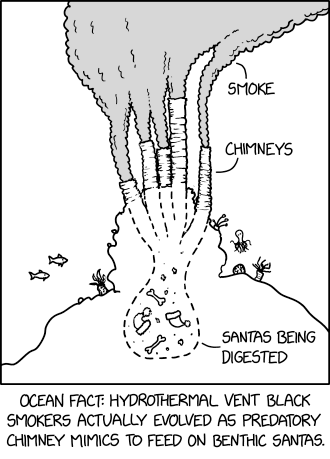 SMOKE
CHIMNEYS
SANTAS BEING
DIGESTED
OCEAN FACT: HYDROTHERMAL VENT BLACK
SMOKERS ACTUALLY EVOLVED AS PREDATORY
CHIMNEY MIMICS TO FEED ON BENTHIC SANTAS.